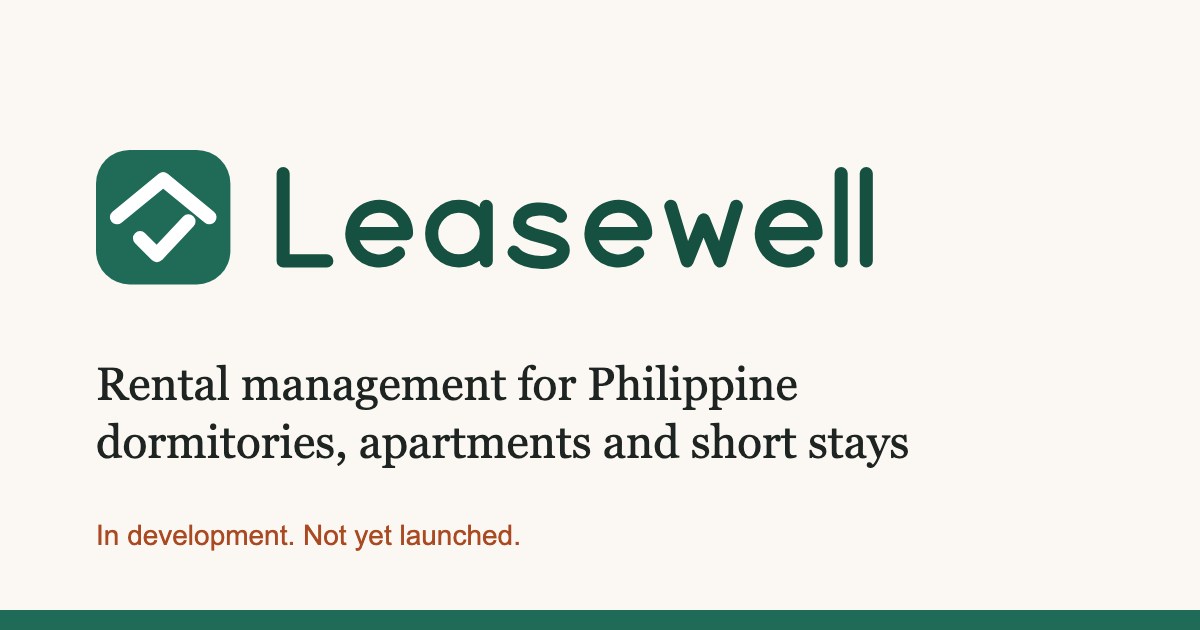 Leasewell
Rental management for Philippine
dormitories, apartments and short stays
In development. Not yet launched.